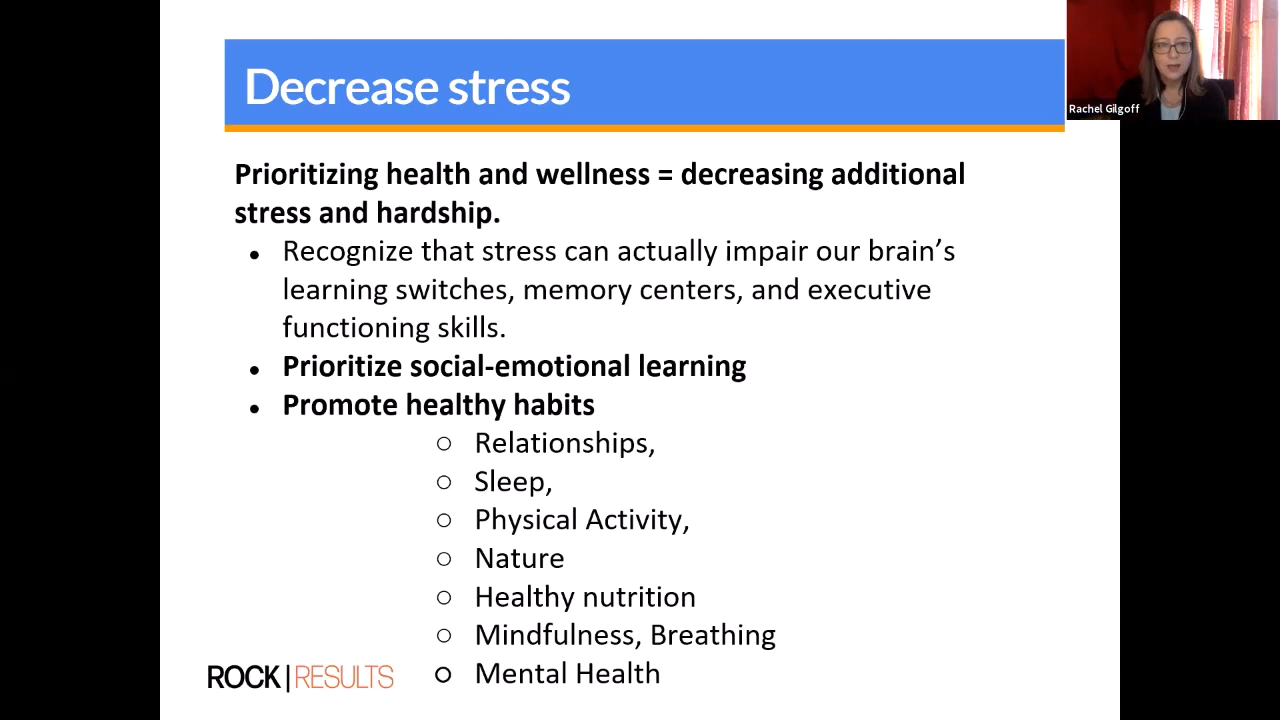 Decrease stress
Rachel Gilgoff
Prioritizing health and wellness = decreasing additional
stress and hardship.
● Recognize that stress can actually impair our brain’s
learning switches, memory centers, and executive
functioning skills.
● Prioritize social-emotional learning
● Promote healthy habits
○ Relationships,
○ Sleep,
○ Physical Activity,
○ Nature
○ Healthy nutrition
○ Mindfulness, Breathing
○ Mental Health
ROCK|RESULTS